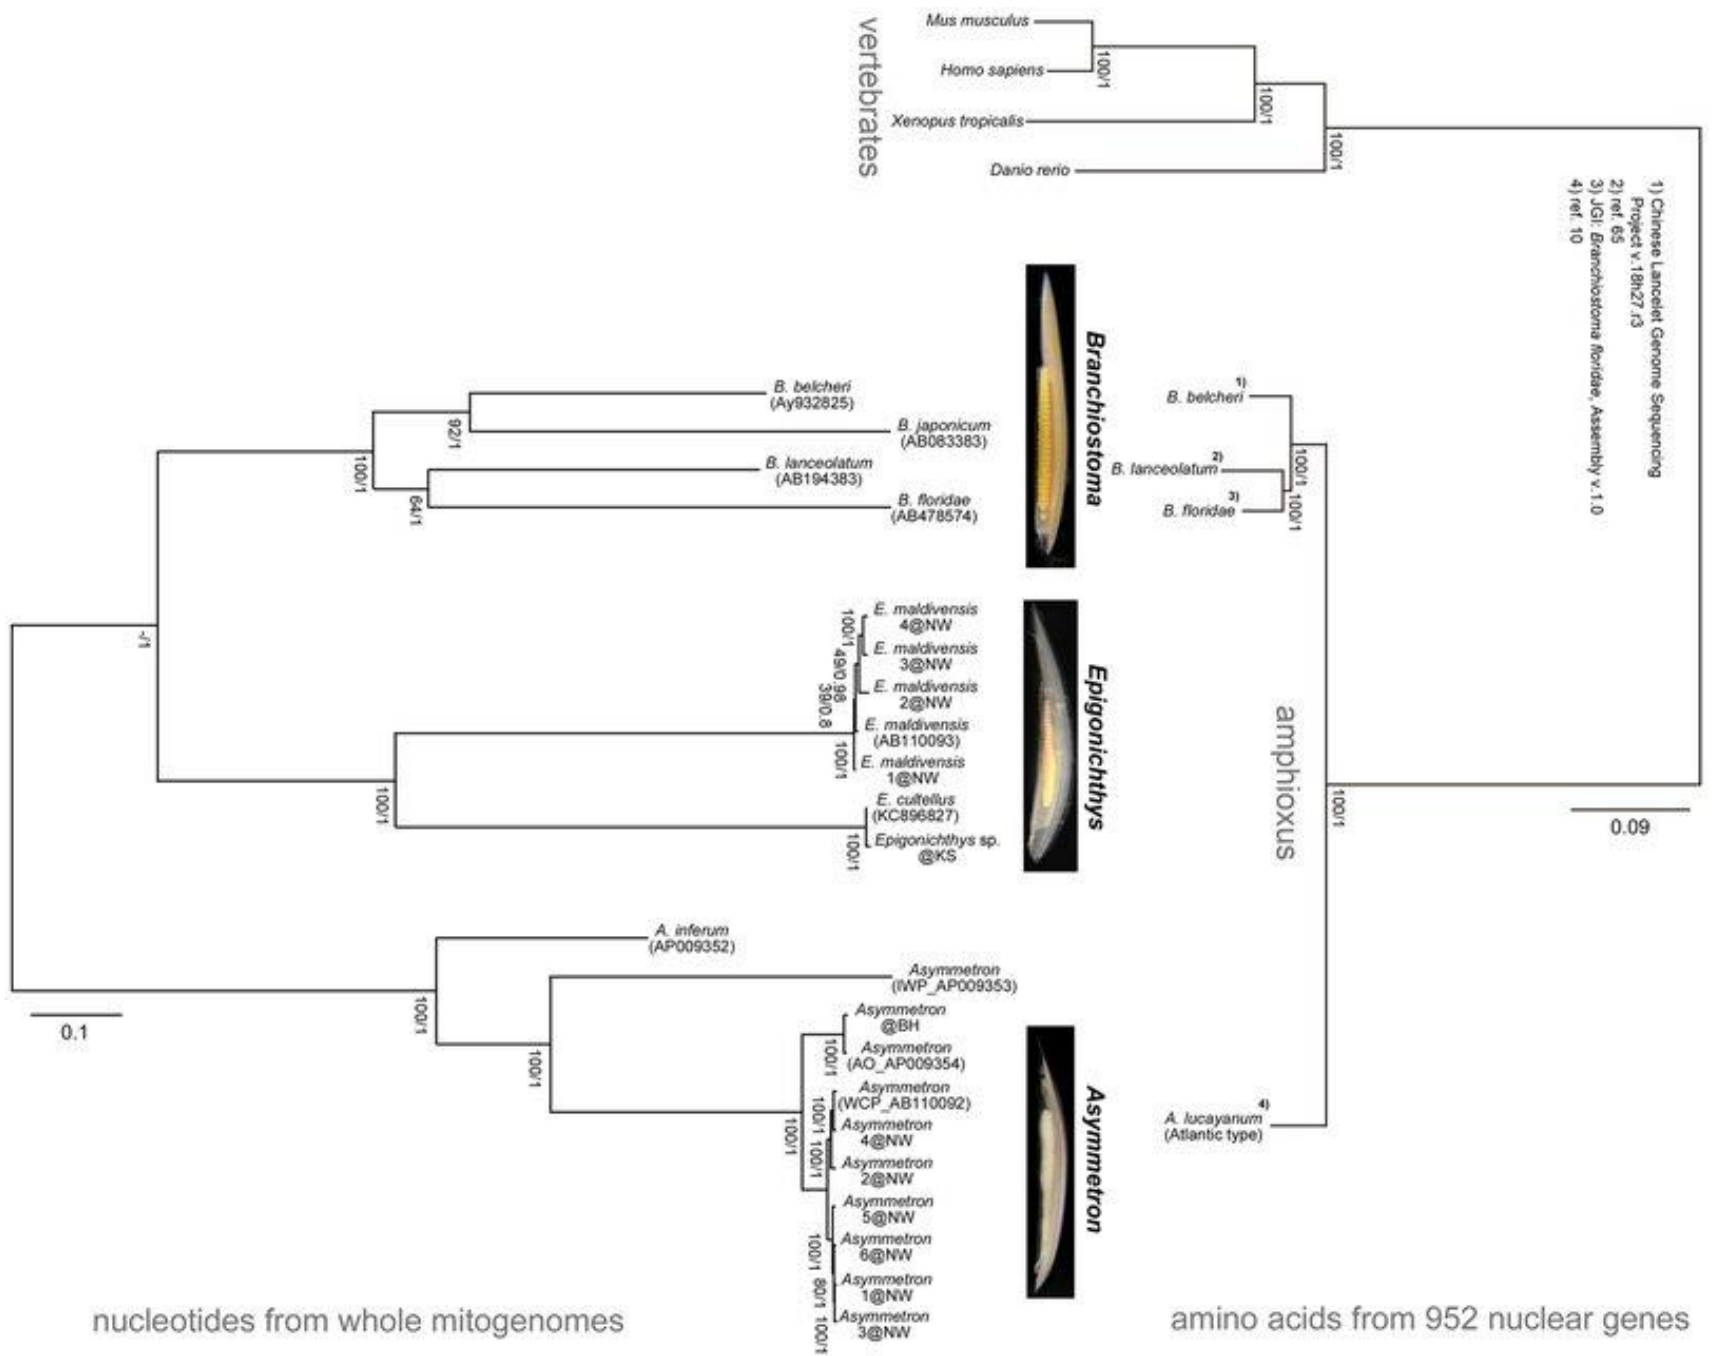 vertebrates
Mus musculus
100/1
Homo sapiens
100/1
Xenopus tropicalis
100/1
Danio rerio
1) Chinese Lancelet Genome Sequencing
Project v.18h27.r3
2) ref. 65
3) JGI: Branchiostoma floridae, Assembly v.1.0
4) ref. 10
Branchiostoma
B. belcheri
(Ay932825)
92/1
B. japonicum
(AB083383)
100/1
B. lanceolatum
(AB194383)
64/1
B. floridae
(AB478574)
1)
B. belcheri
100/1
2)
B. lanceolatum
100/1
3)
B. floridae
-/1
Epigonichthys
E. maldivensis
4@NW
100/1
E. maldivensis
3@NW
49/0.98
E. maldivensis
2@NW
39/0.8
E. maldivensis
(AB110093)
100/1
E. maldivensis
1@NW
100/1
E. cultellus
(KC896827)
100/1
Epigonichthys sp.
@KS
amphioxus
100/1
0.09
A. inferum
(AP009352)
100/1
Asymmetron
(IWP_AP009353)
0.1
100/1
Asymmetron
@BH
100/1
Asymmetron
(AO_AP009354)
100/1
Asymmetron
(WCP_AB110092)
100/1
Asymmetron
4@NW
100/1
Asymmetron
2@NW
Asymmetron
5@NW
100/1
Asymmetron
6@NW
80/1
Asymmetron
1@NW
100/1
Asymmetron
3@NW
Asymmetron
4)
A. lucayanum
(Atlantic type)
nucleotides from whole mitogenomes
amino acids from 952 nuclear genes